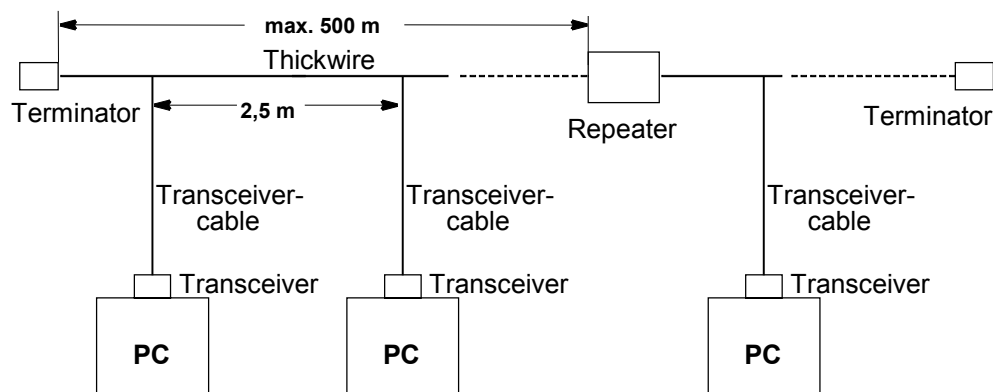 max. 500 m
Thickwire
Terminator
2,5 m
Repeater
Terminator
Transceiver-
cable
Transceiver-
cable
Transceiver-
cable
Transceiver
Transceiver
Transceiver
PC
PC
PC